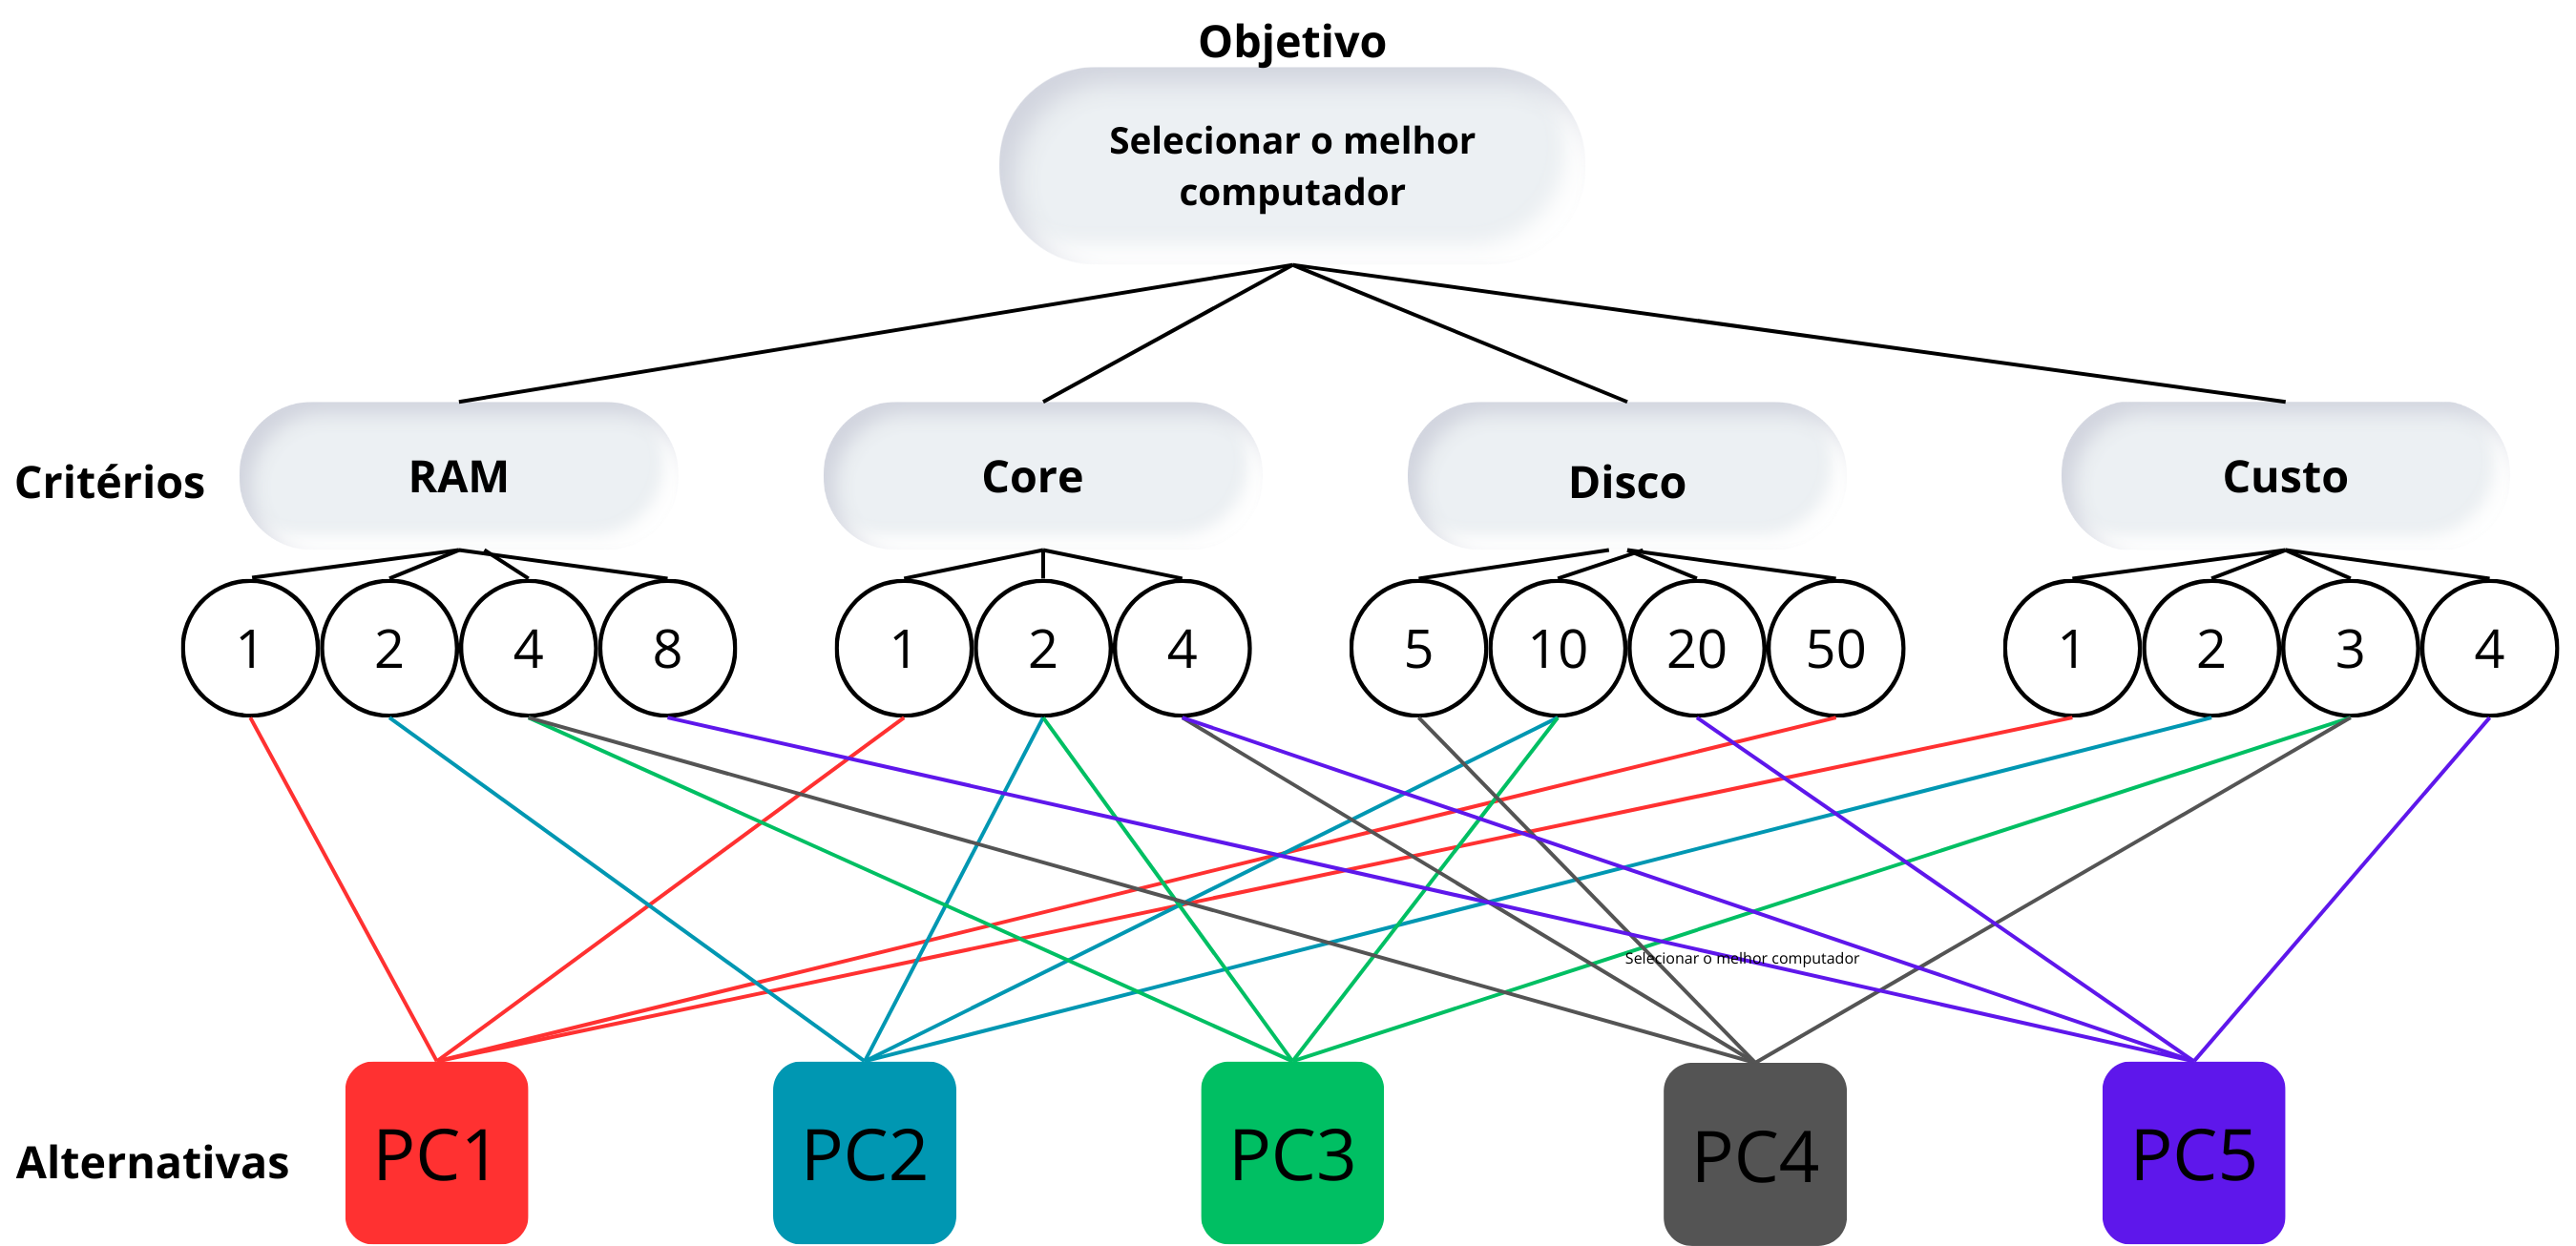 Objetivo
Selecionar o melhor
computador
Critérios
RAM
Core
Disco
Custo
1 2 4 8
1 2 4
5 10 20 50
1 2 3 4
Selecionar o melhor computador
Alternativas
PC1
PC2
PC3
PC4
PC5